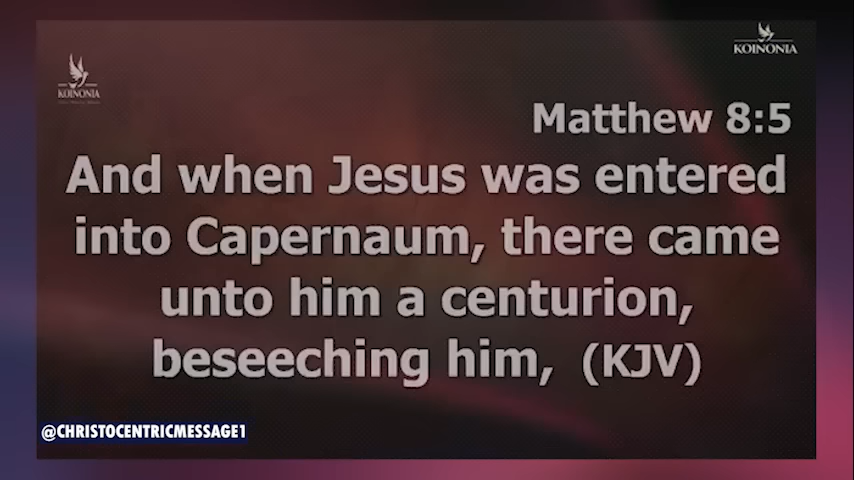 KOINONIA
KOINONIA
Matthew 8:5
And when Jesus was entered
into Capernaum, there came
unto him a centurion,
beseeching him, (KJV)
@CHRISTOCENTRICMESSAGE1